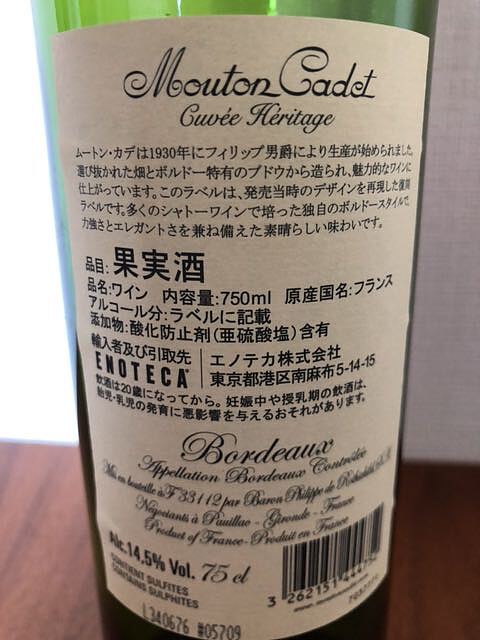 Mouton Cadet
Cuvée Héritage
ムートン・カデは1930年にフィリップ男爵により生産が始められました。
選び抜かれた畑とボルドー特有のブドウから造られ、魅力的なワインに
仕上がっています。このラベルは、発売当時のデザインを再現した復刻
ラベルです。多くのシャトーワインで培った独自のボルドースタイルで、
力強さとエレガントさを兼ね備えた素晴らしい味わいです。
品目:果実酒
品名:ワイン 内容量:750ml 原産国名:フランス
アルコール分:ラベルに記載
添加物:酸化防止剤(亜硫酸塩)含有
輸入者及び引取先 エノテカ株式会社
ENOTECA 東京都港区南麻布5-14-15
飲酒は20歳になってから。妊娠中や授乳期の飲酒は、
胎児・乳児の発育に悪影響を与えるおそれがあります。
Bordeaux
Appellation Bordeaux Contrôlée
Mis en bouteille à F 33112 par Baron Philippe de Rothschild S.A.
Négociants à Pauillac - Gironde - France
Product of France - Produit en France
Alc.14,5% Vol. 75 cl
CONTIENT SULFITES
CONTAINS SULPHITES
3 262151
L340676 #05709